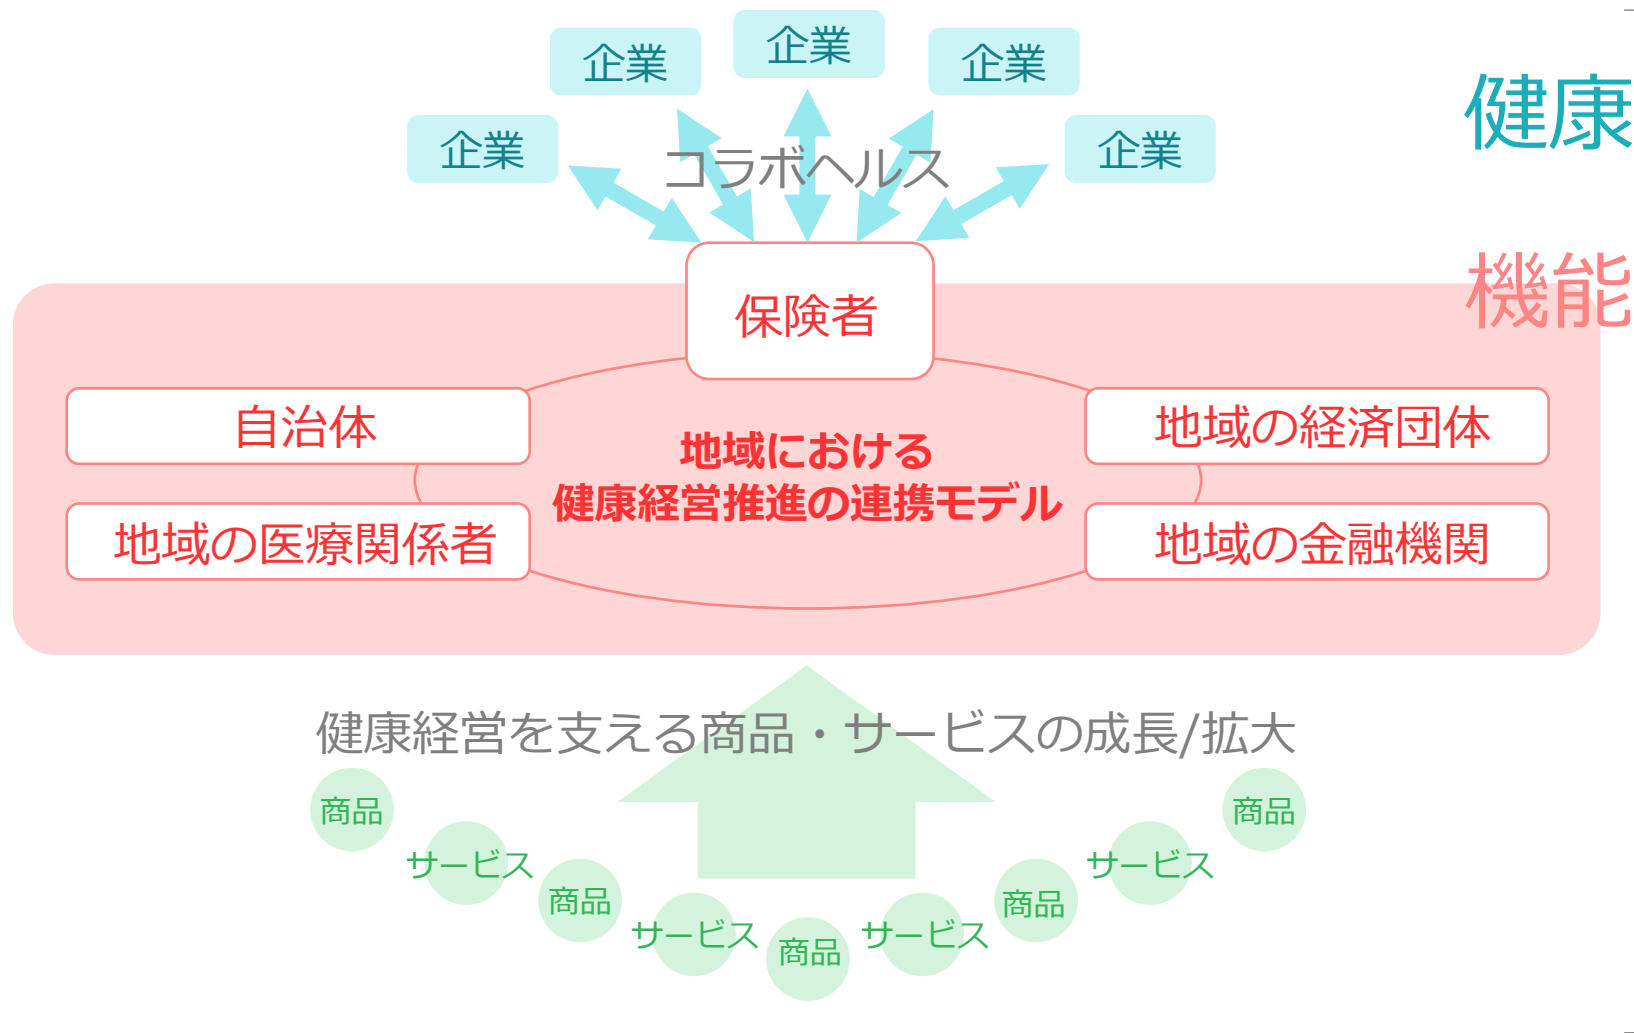 企業
企業
企業
企業
企業
コラボヘルス
健康
機能
保険者
自治体
地域の経済団体
地域における
健康経営推進の連携モデル
地域の医療関係者
地域の金融機関
健康経営を支える商品・サービスの成長/拡大
商品
サービス
商品
サービス
商品
サービス
商品
サービス
商品